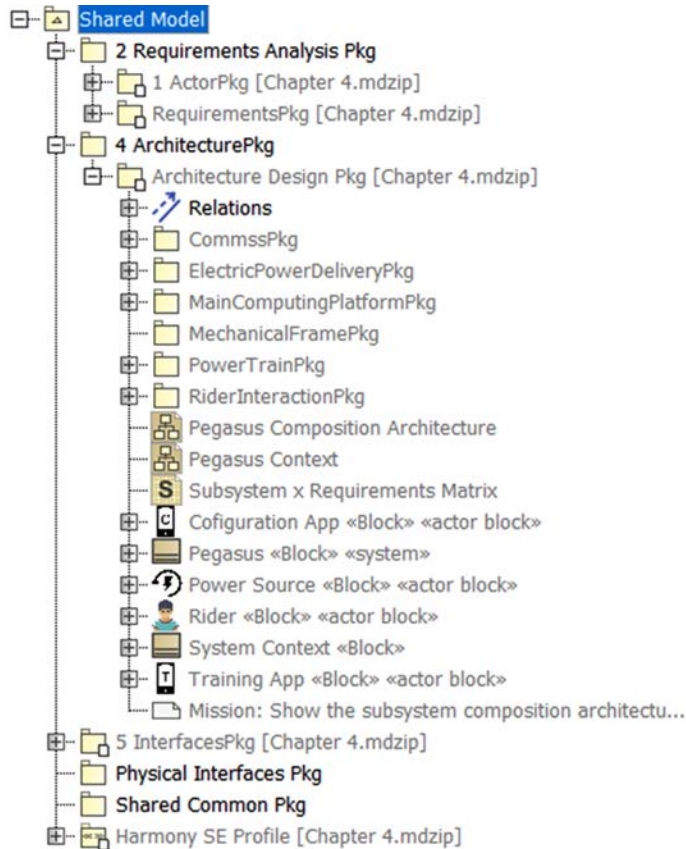 Shared Model
2 Requirements Analysis Pkg
1 ActorPkg [Chapter 4.mdzip]
RequirementsPkg [Chapter 4.mdzip]
4 ArchitecturePkg
Architecture Design Pkg [Chapter 4.mdzip]
Relations
CommssPkg
ElectricPowerDeliveryPkg
MainComputingPlatformPkg
MechanicalFramePkg
PowerTrainPkg
RiderInteractionPkg
Pegasus Composition Architecture
Pegasus Context
S Subsystem x Requirements Matrix
C Cofiguration App «Block» «actor block»
Pegasus «Block» «system»
Power Source «Block» «actor block»
Rider «Block» «actor block»
System Context «Block»
T Training App «Block» «actor block»
Mission: Show the subsystem composition architectu...
5 InterfacesPkg [Chapter 4.mdzip]
Physical Interfaces Pkg
Shared Common Pkg
Harmony SE Profile [Chapter 4.mdzip]